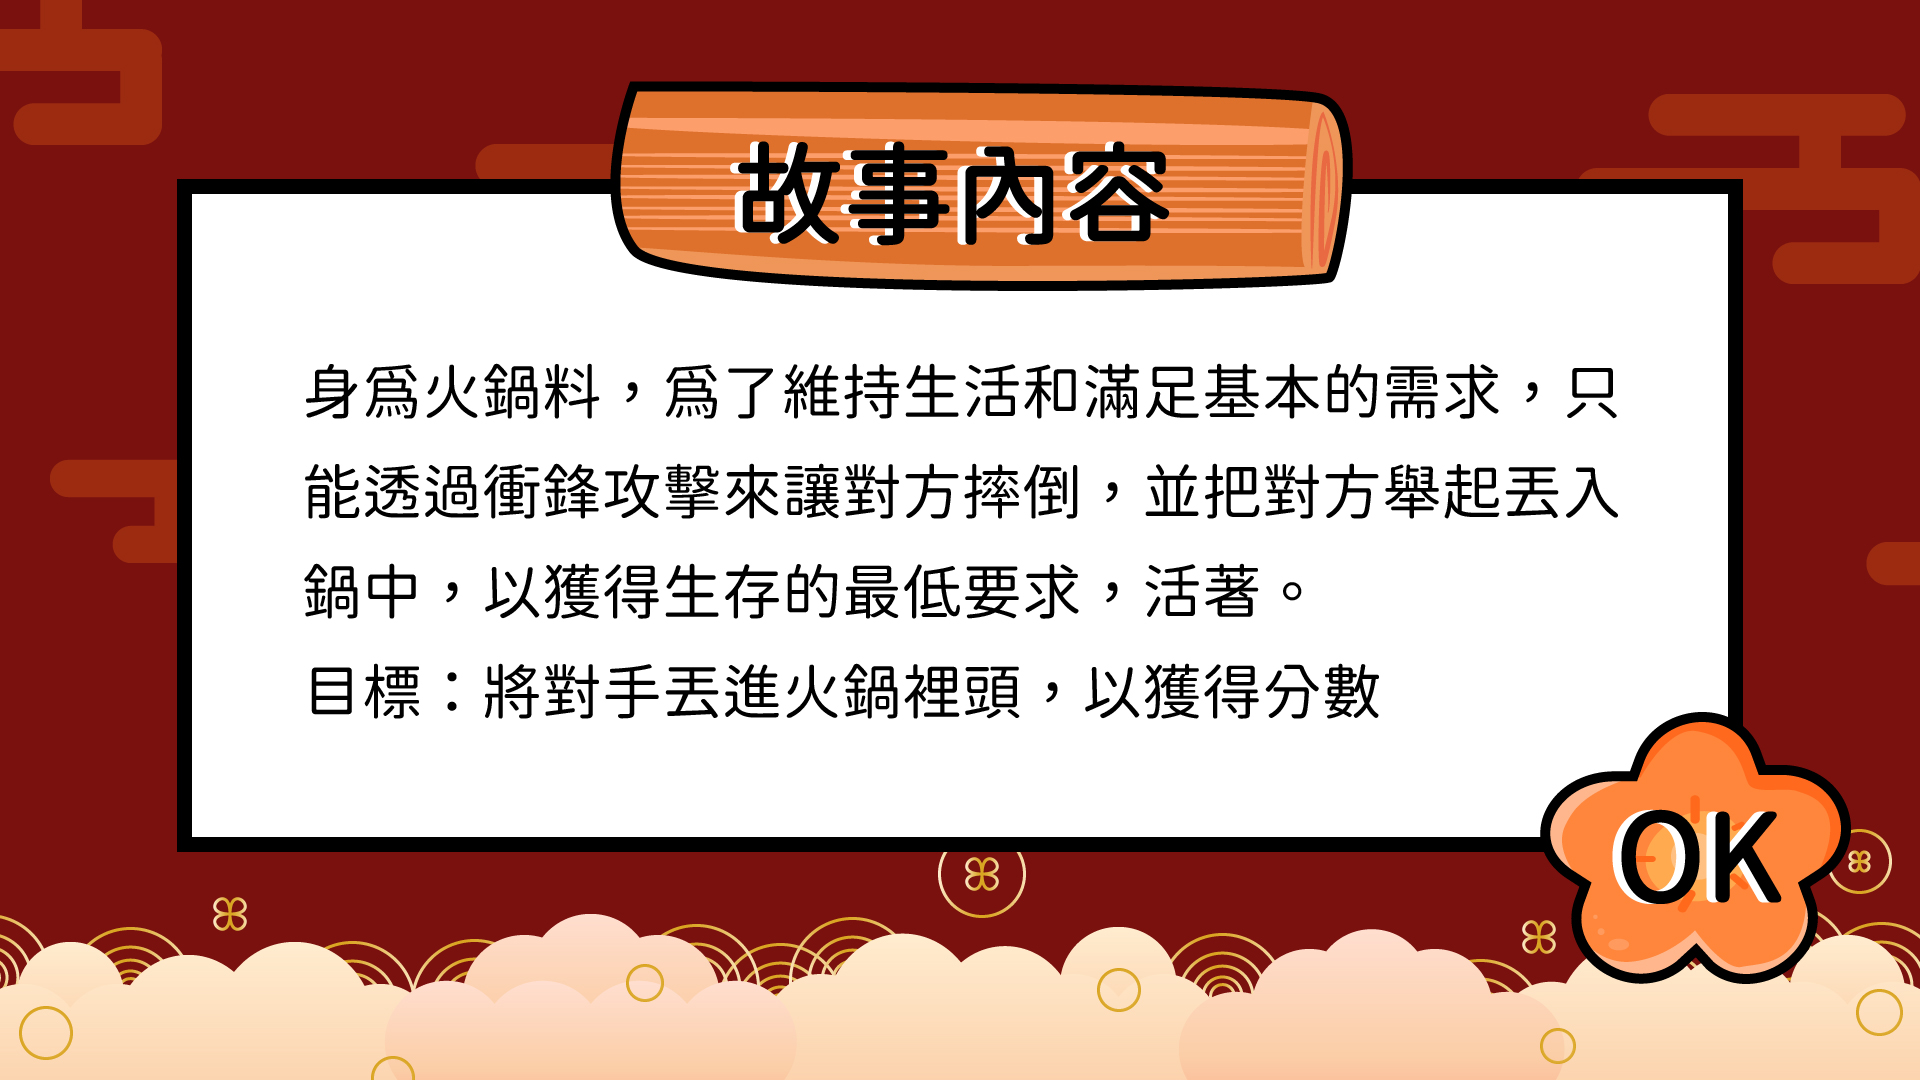 故事內容
身爲火鍋料，爲了維持生活和滿足基本的需求，只
能透過衝鋒攻擊來讓對方摔倒，並把對方舉起丟入
鍋中，以獲得生存的最低要求，活著。
目標：將對手丟進火鍋裡頭，以獲得分數
OK